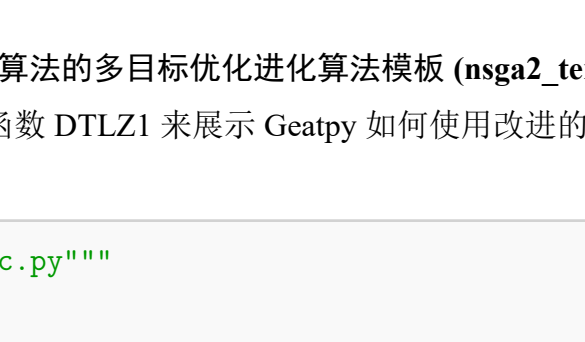 算法的多目标优化进化算法模板 (nsga2_te
函数 DTLZ1 来展示 Geatpy 如何使用改进的
c.py"""